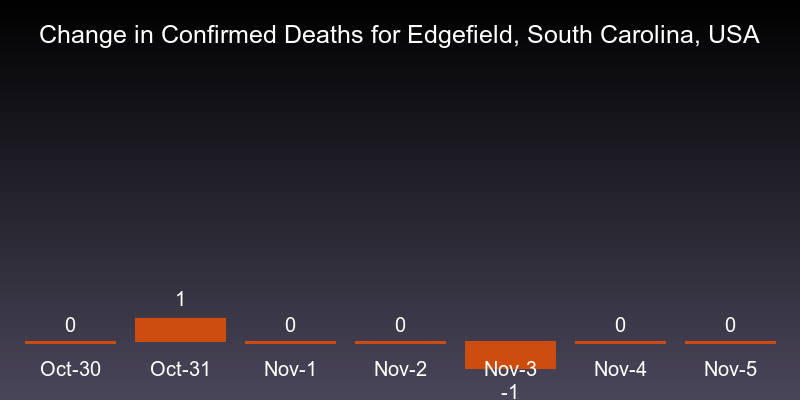 Change in Confirmed Deaths for Edgefield, South Carolina, USA
0 1 0 0 0 0
Oct-30 Oct-31 Nov-1 Nov-2 Nov-3 Nov-4 Nov-5
-1